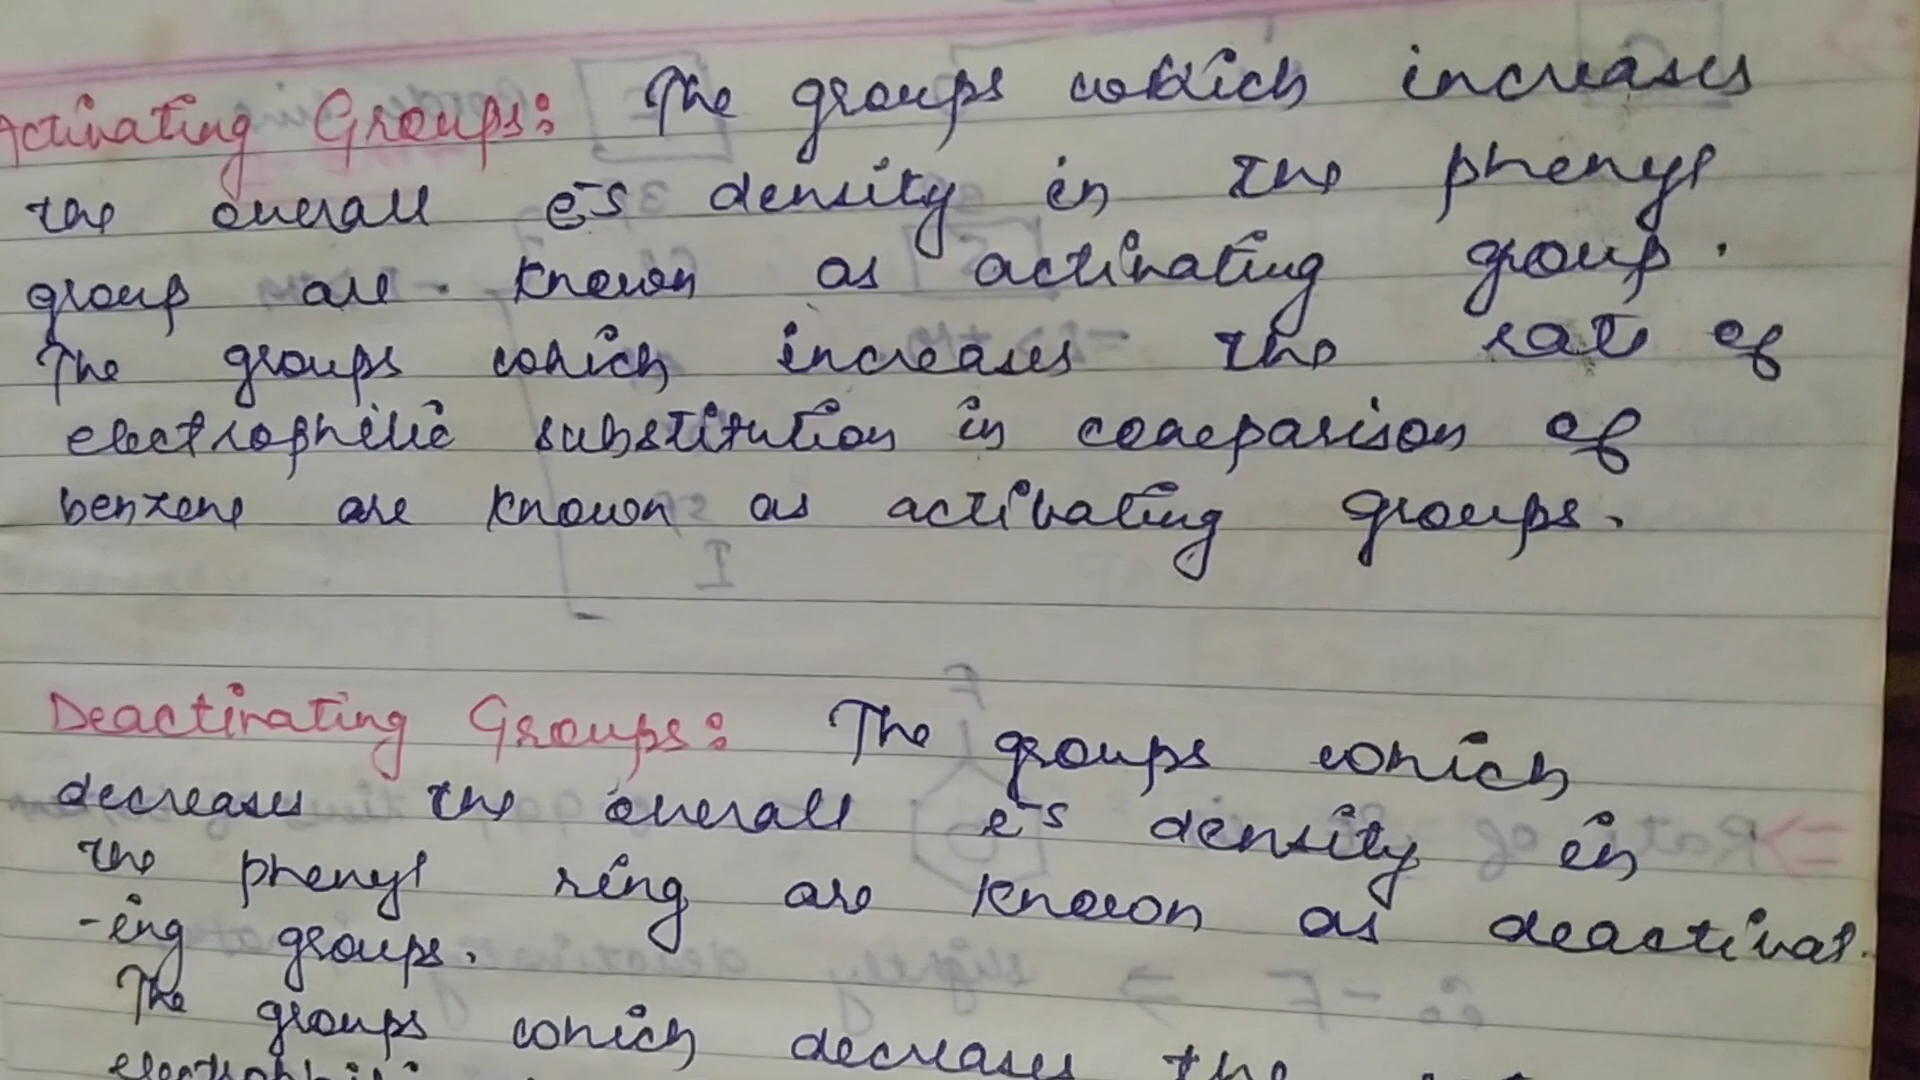 Activating Groups: The groups which increases
the overall e⁻s density in the phenyl
group are known as activating group.
The groups which increases the rate of
electrophilic substitution in comparison of
benzene are known as activating groups.
Deactivating Groups: The groups which
decreases the overall e⁻s density in
the phenyl ring are known as deactivat
-ing groups.
The groups which decreases the